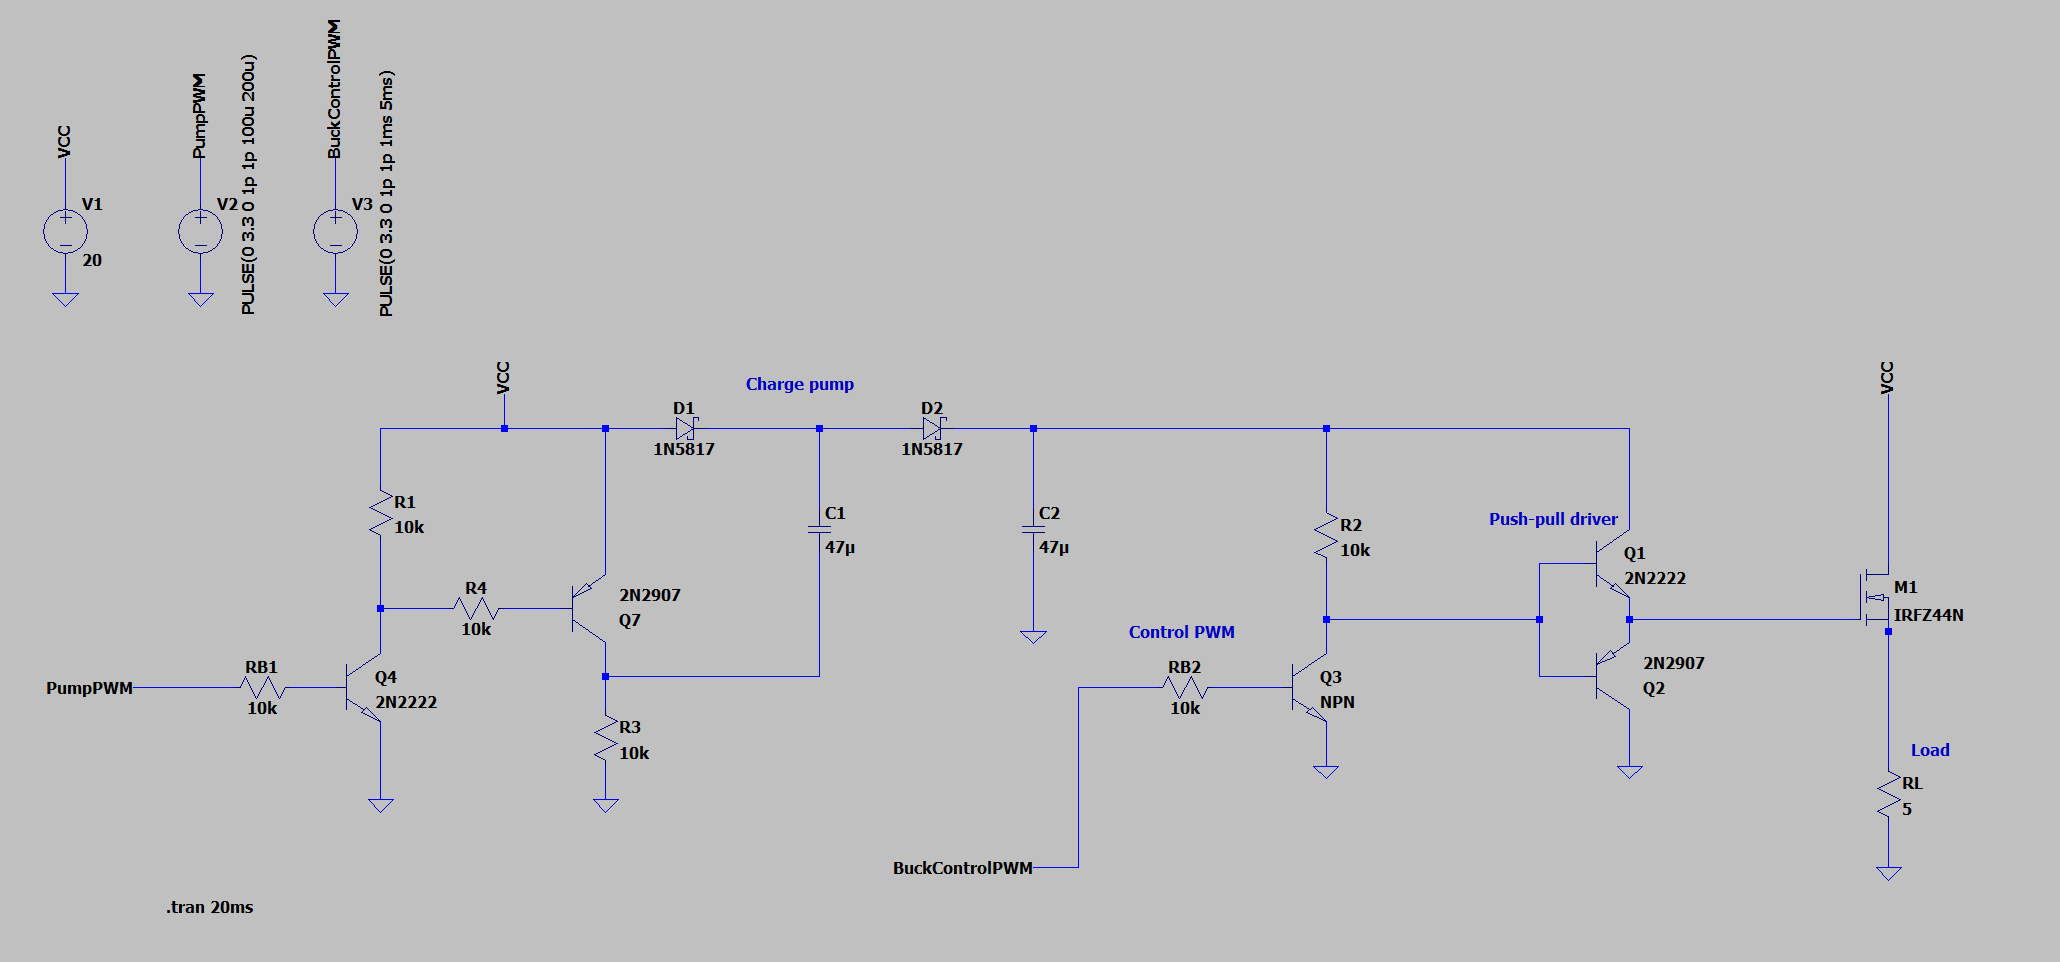 VCC
V1
20
PumpPWM
V2
PULSE(0 3.3 0 1p 1p 100u 200u)
BuckControlPWM
V3
PULSE(0 3.3 0 1p 1p 1ms 5ms)
VCC
Charge pump
D1
1N5817
D2
1N5817
R1
10k
C1
47µ
C2
47µ
R2
10k
Push-pull driver
Q1
2N2222
VCC
M1
IRFZ44N
R4
10k
2N2907
Q7
Control PWM
PumpPWM
RB1
10k
Q4
2N2222
RB2
10k
Q3
NPN
2N2907
Q2
R3
10k
Load
RL
5
BuckControlPWM
.tran 20ms